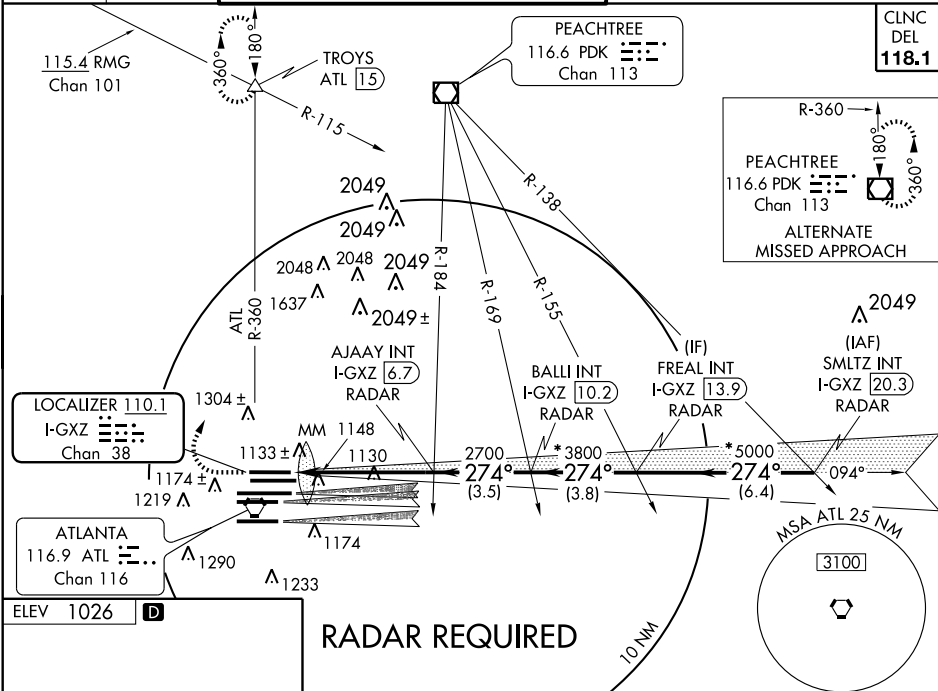 115.4 RMG
Chan 101
360°
180°
TROYS
ATL 15
R-115
PEACHTREE
116.6 PDK
Chan 113
CLNC
DEL
118.1
R-360
180°
360°
PEACHTREE
116.6 PDK
Chan 113
ALTERNATE
MISSED APPROACH
R-138
R-184
R-169
R-155
2049
2049
2048
2048
2049
1637
2049 ±
2049
ATL
R-360
AJAAY INT
I-GXZ 6.7
RADAR
BALLI INT
I-GXZ 10.2
RADAR
(IF)
FREAL INT
I-GXZ 13.9
RADAR
(IAF)
SMLTZ INT
I-GXZ 20.3
RADAR
LOCALIZER 110.1
I-GXZ
Chan 38
1304 ±
MM
1148
1133 ±
1130
1174 ±
1219
2700
*3800
*5000
274°
274°
274°
094°
(3.5)
(3.8)
(6.4)
ATLANTA
116.9 ATL
Chan 116
1174
1290
1233
MSA ATL 25 NM
3100
ELEV 1026 D
RADAR REQUIRED
10 NM